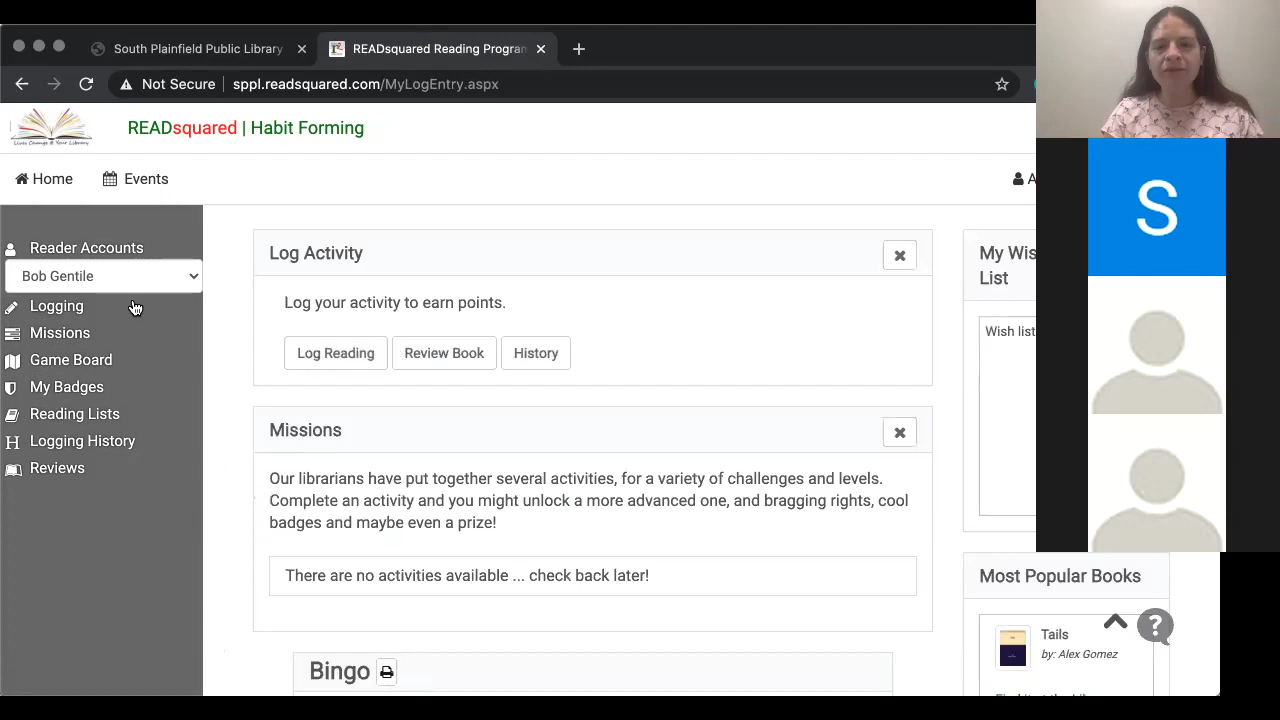 South Plainfield Public Library
READsquared Reading Program
Not Secure
sppl.readsquared.com/MyLogEntry.aspx
Lives Change @ Your Library
READsquared | Habit Forming
Home
Events
A
Reader Accounts
Bob Gentile
Logging
Missions
Game Board
My Badges
Reading Lists
Logging History
Reviews
Log Activity
Log your activity to earn points.
Log Reading
Review Book
History
Missions
Our librarians have put together several activities, for a variety of challenges and levels.
Complete an activity and you might unlock a more advanced one, and bragging rights, cool
badges and maybe even a prize!
There are no activities available ... check back later!
Bingo
My Wis
List
Wish list
Most Popular Books
Tails
by: Alex Gomez
S